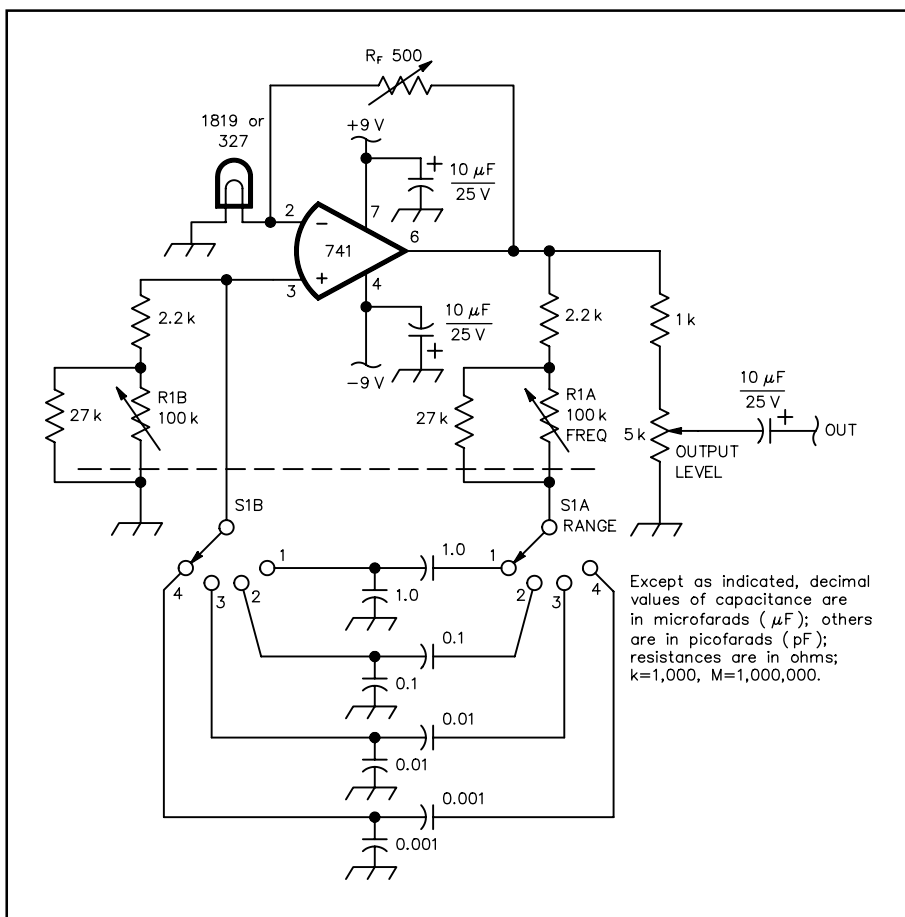 R_F 500
1819 or
327
+9 V
+
10 μF
25 V
2
−
7
6
741
3
+
4
10 μF
25 V
+
−9 V
2.2 k
27 k
R1B
100 k
2.2 k
27 k
R1A
100 k
FREQ
1 k
5 k
OUTPUT
LEVEL
10 μF
25 V
+
OUT
S1B
S1A
RANGE
1
2
3
4
1
2
3
4
1.0
1.0
0.1
0.1
0.01
0.01
0.001
0.001
Except as indicated, decimal
values of capacitance are
in microfarads ( μF); others
are in picofarads ( pF);
resistances are in ohms;
k=1,000, M=1,000,000.